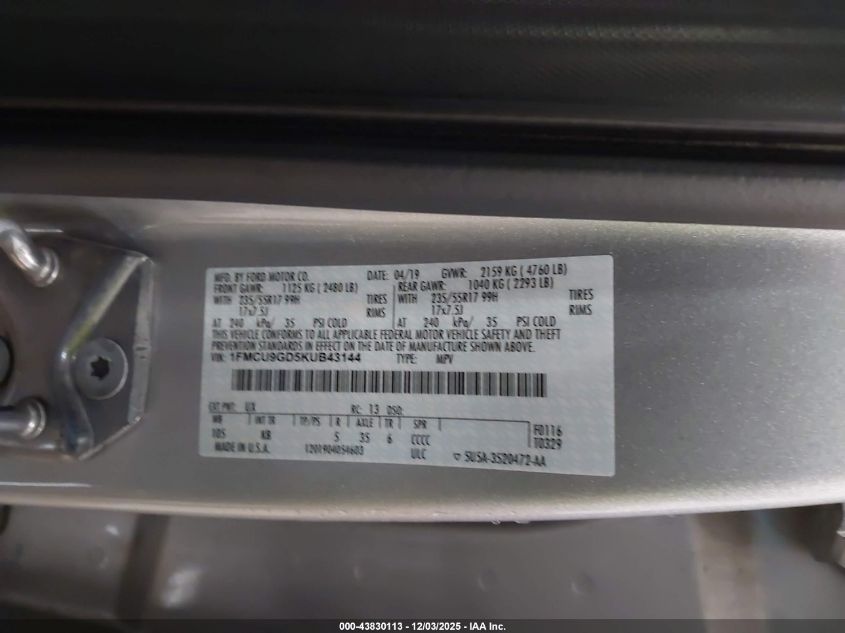 MFD. BY FORD MOTOR CO. DATE: 04/19 GVWR: 2159 KG ( 4760 LB)
FRONT GAWR: 1125 KG ( 2480 LB) REAR GAWR: 1040 KG ( 2293 LB)
WITH 235/55R17 99H TIRES WITH 235/55R17 99H TIRES
17x7.5J RIMS 17x7.5J RIMS
AT 240 kPa/ 35 PSI COLD AT 240 kPa/ 35 PSI COLD
THIS VEHICLE CONFORMS TO ALL APPLICABLE FEDERAL MOTOR VEHICLE SAFETY AND THEFT
PREVENTION STANDARDS IN EFFECT ON THE DATE OF MANUFACTURE SHOWN ABOVE.
VIN: 1FMCU9GD5KUB43144 TYPE: MPV
EXT PNT: UX RC: 13 DSO:
WB INT TR TP/PS R AXLE TR SPR F0116
105 KB 5 35 6 CCCC T0329
MADE IN U.S.A. 1201904054603 ULC ▽ 5U5A-3520472-AA
000-43830113 - 12/03/2025 - IAA Inc.